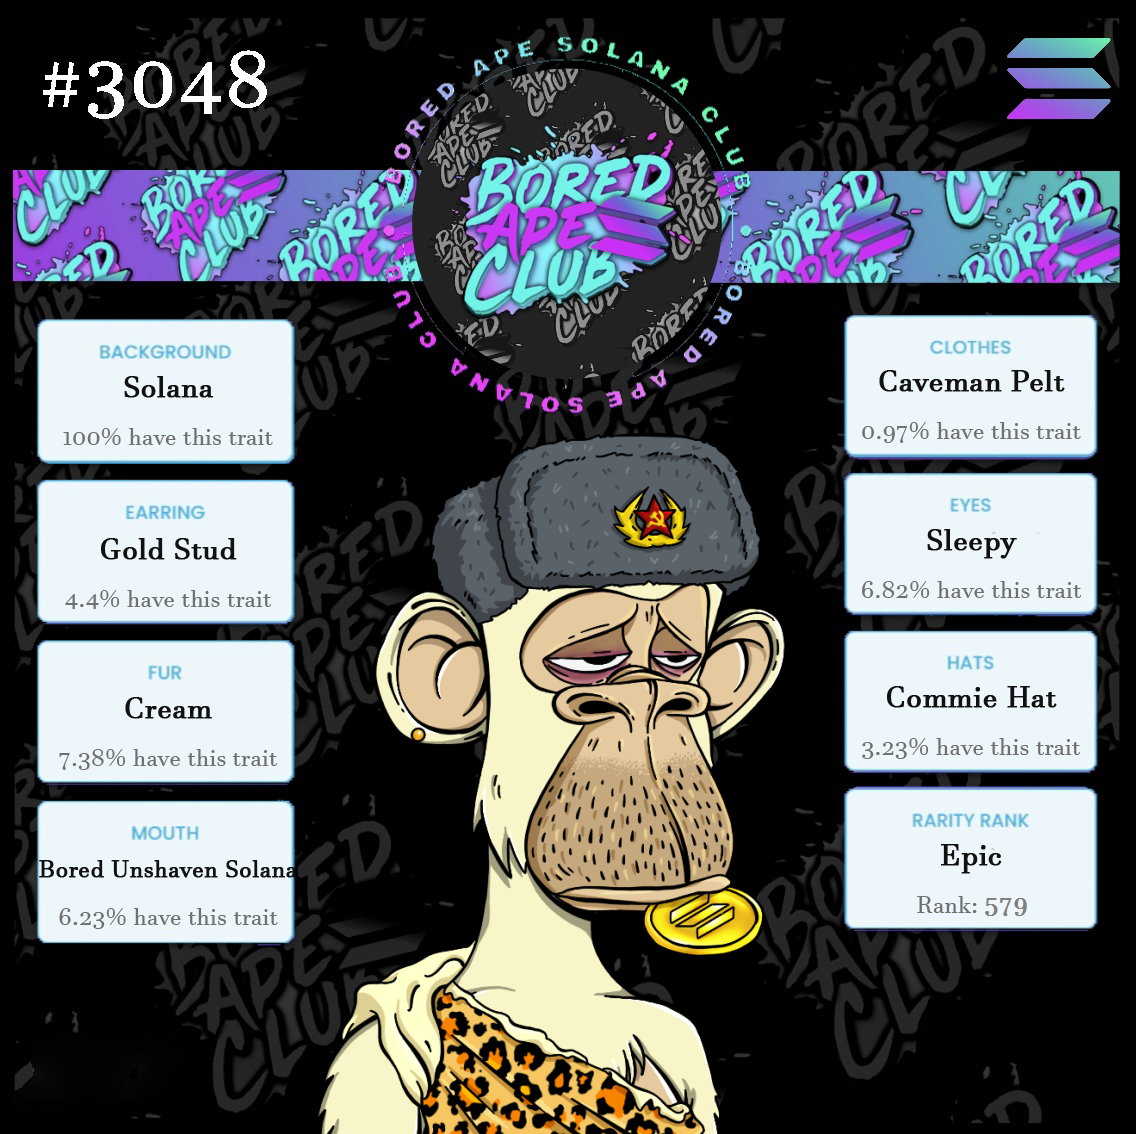 #3048
BORED APE SOLANA CLUB
BORED APE SOLANA CLUB
BORED
APE
CLUB
BACKGROUND
Solana
100% have this trait
EARRING
Gold Stud
4.4% have this trait
FUR
Cream
7.38% have this trait
MOUTH
Bored Unshaven Solana
6.23% have this trait
CLOTHES
Caveman Pelt
0.97% have this trait
EYES
Sleepy
6.82% have this trait
HATS
Commie Hat
3.23% have this trait
RARITY RANK
Epic
Rank: 579